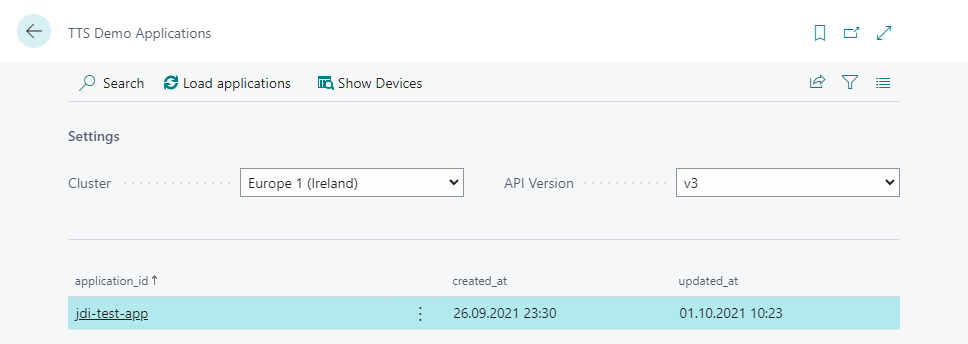 TTS Demo Applications
Search Load applications Show Devices
Settings
Cluster Europe 1 (Ireland) API Version v3
application_id created_at updated_at
jdi-test-app 26.09.2021 23:30 01.10.2021 10:23